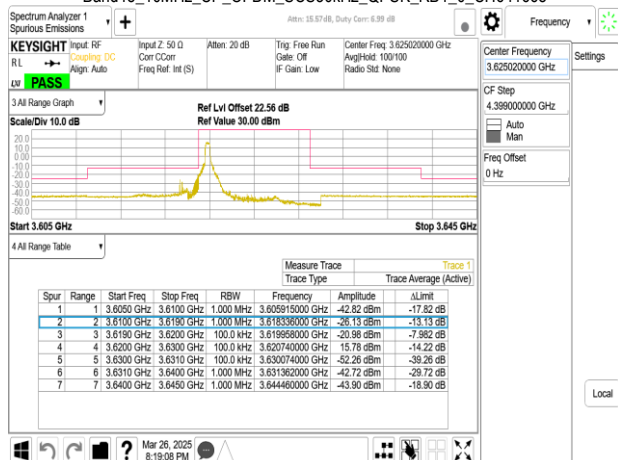 Spectrum Analyzer 1
Spurious Emissions
+
Attn: 15.57dB, Duty Corr: 6.99 dB
Frequency
KEYSIGHT
Input: RF
Coupling: DC
Align: Auto
Input Z: 50 Ω
Corr CCorr
Freq Ref: Int (S)
Atten: 20 dB
Trig: Free Run
Gate: Off
IF Gain: Low
Center Freq: 3.625020000 GHz
Avg|Hold: 100/100
Radio Std: None
RL
LXI
PASS
Center Frequency
3.625020000 GHz
Settings
CF Step
4.399000000 GHz
Auto
Man
Freq Offset
0 Hz
3 All Range Graph
Scale/Div 10.0 dB
Ref Lvl Offset 22.56 dB
Ref Value 30.00 dBm
20.0
10.0
0.00
-10.0
-20.0
-30.0
-40.0
-50.0
-60.0
Start 3.605 GHz
Stop 3.645 GHz
4 All Range Table
Measure Trace Trace 1
Trace Type Trace Average (Active)
Spur Range Start Freq Stop Freq RBW Frequency Amplitude ΔLimit
1 1 3.6050 GHz 3.6100 GHz 1.000 MHz 3.605915000 GHz -42.82 dBm -17.82 dB
2 2 3.6100 GHz 3.6190 GHz 1.000 MHz 3.618336000 GHz -26.13 dBm -13.13 dB
3 3 3.6190 GHz 3.6200 GHz 100.0 kHz 3.619958000 GHz -20.98 dBm -7.982 dB
4 4 3.6200 GHz 3.6300 GHz 100.0 kHz 3.620740000 GHz 15.78 dBm -14.22 dB
5 5 3.6300 GHz 3.6310 GHz 100.0 kHz 3.630074000 GHz -52.26 dBm -39.26 dB
6 6 3.6310 GHz 3.6400 GHz 1.000 MHz 3.631362000 GHz -42.72 dBm -29.72 dB
7 7 3.6400 GHz 3.6450 GHz 1.000 MHz 3.644460000 GHz -43.90 dBm -18.90 dB
Local
?
Mar 26, 2025
8:19:08 PM